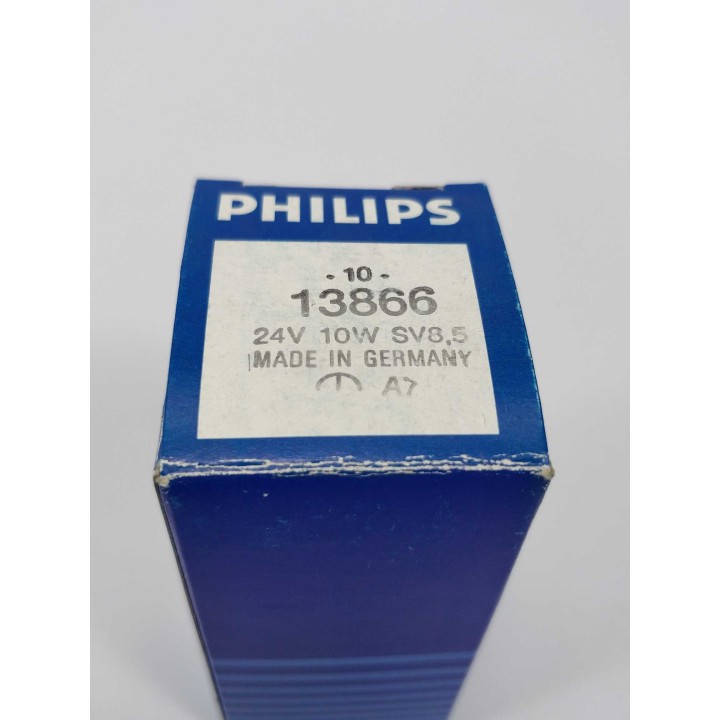 PHILIPS
- 10 -
13866
24V 10W SV8,5
MADE IN GERMANY
A7